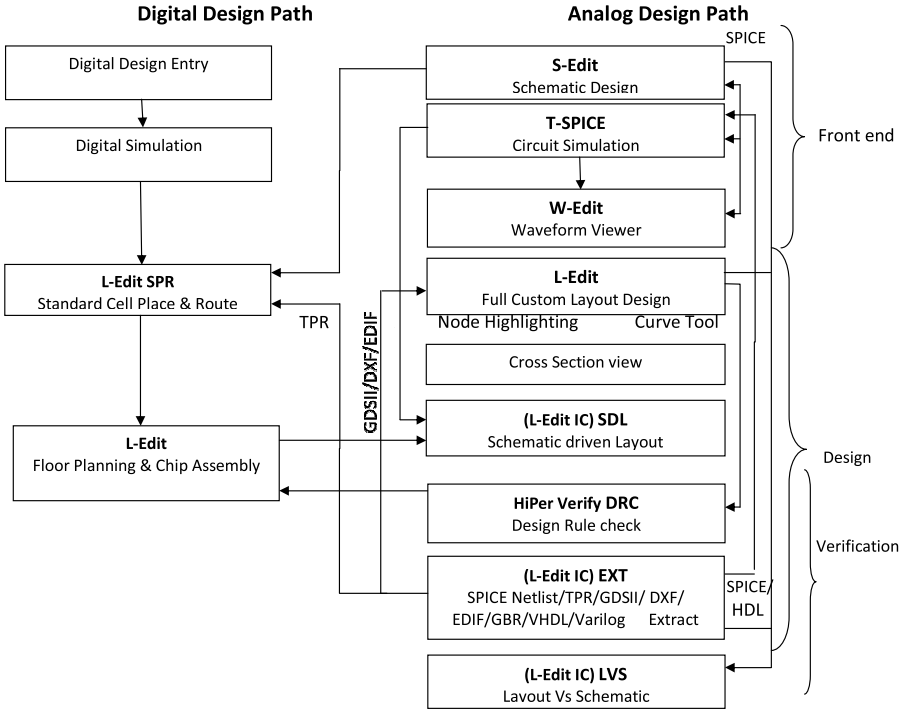 Digital Design Path
Analog Design Path
SPICE
Digital Design Entry
S-Edit
Schematic Design
T-SPICE
Circuit Simulation
Front end
Digital Simulation
W-Edit
Waveform Viewer
L-Edit SPR
Standard Cell Place & Route
L-Edit
Full Custom Layout Design
TPR
GDSII/DXF/EDIF
Node Highlighting Curve Tool
Cross Section view
(L-Edit IC) SDL
Schematic driven Layout
L-Edit
Floor Planning & Chip Assembly
Design
HiPer Verify DRC
Design Rule check
Verification
(L-Edit IC) EXT
SPICE Netlist/TPR/GDSII/ DXF/
EDIF/GBR/VHDL/Varilog Extract
SPICE/
HDL
(L-Edit IC) LVS
Layout Vs Schematic